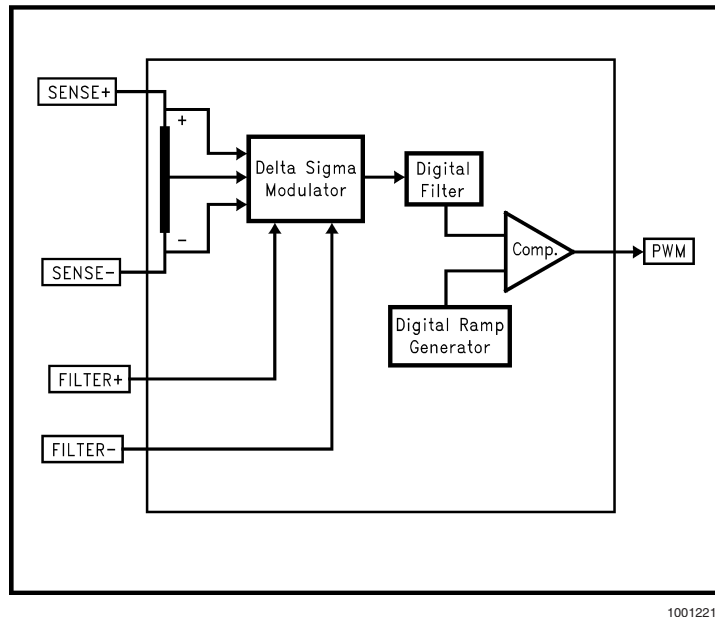 SENSE+
+
Delta Sigma
Modulator
Digital
Filter
Comp.
PWM
−
SENSE−
Digital Ramp
Generator
FILTER+
FILTER−
1001221